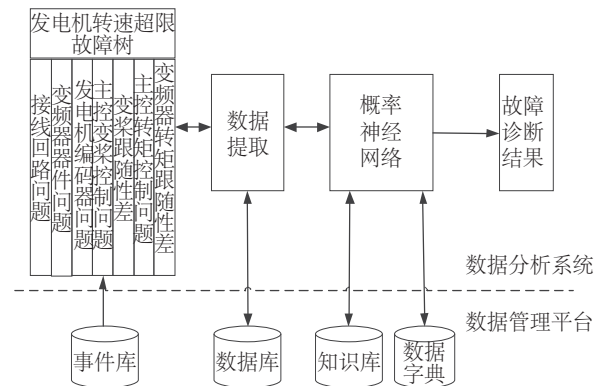 发电机转速超限
故障树
接线回路问题
变频器器件问题
发电机编码器问题
主控变桨控制问题
变桨跟随性差
主控转矩控制问题
变频器转矩跟随性差
数据
提取
概率
神经
网络
故障
诊断
结果
数据分析系统
数据管理平台
事件库
数据库
知识库
数据
字典